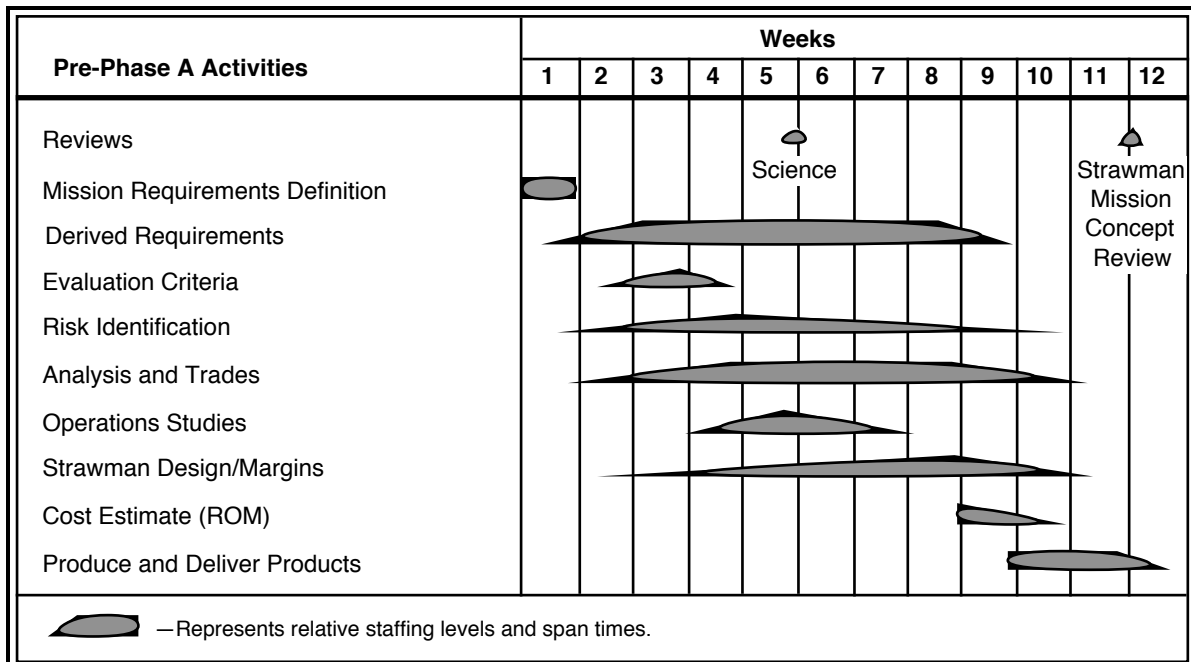 Pre-Phase A Activities
Weeks
1 2 3 4 5 6 7 8 9 10 11 12
Reviews
Science
Strawman
Mission
Concept
Review
Mission Requirements Definition
Derived Requirements
Evaluation Criteria
Risk Identification
Analysis and Trades
Operations Studies
Strawman Design/Margins
Cost Estimate (ROM)
Produce and Deliver Products
—Represents relative staffing levels and span times.